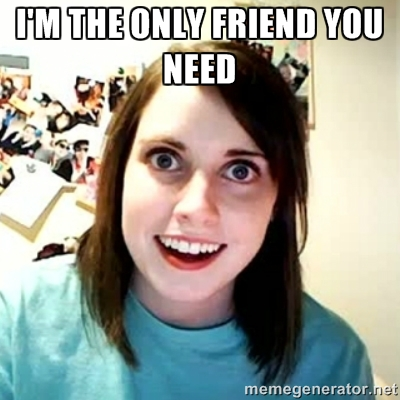 I'M THE ONLY FRIEND YOU
NEED
memegenerator.net